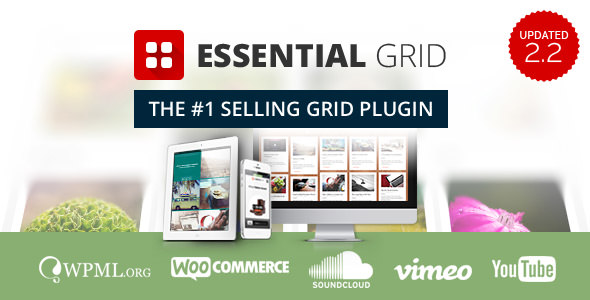 ESSENTIAL GRID
UPDATED
2.2
THE #1 SELLING GRID PLUGIN
WPML.ORG
WOO COMMERCE
SOUNDCLOUD
vimeo
YouTube